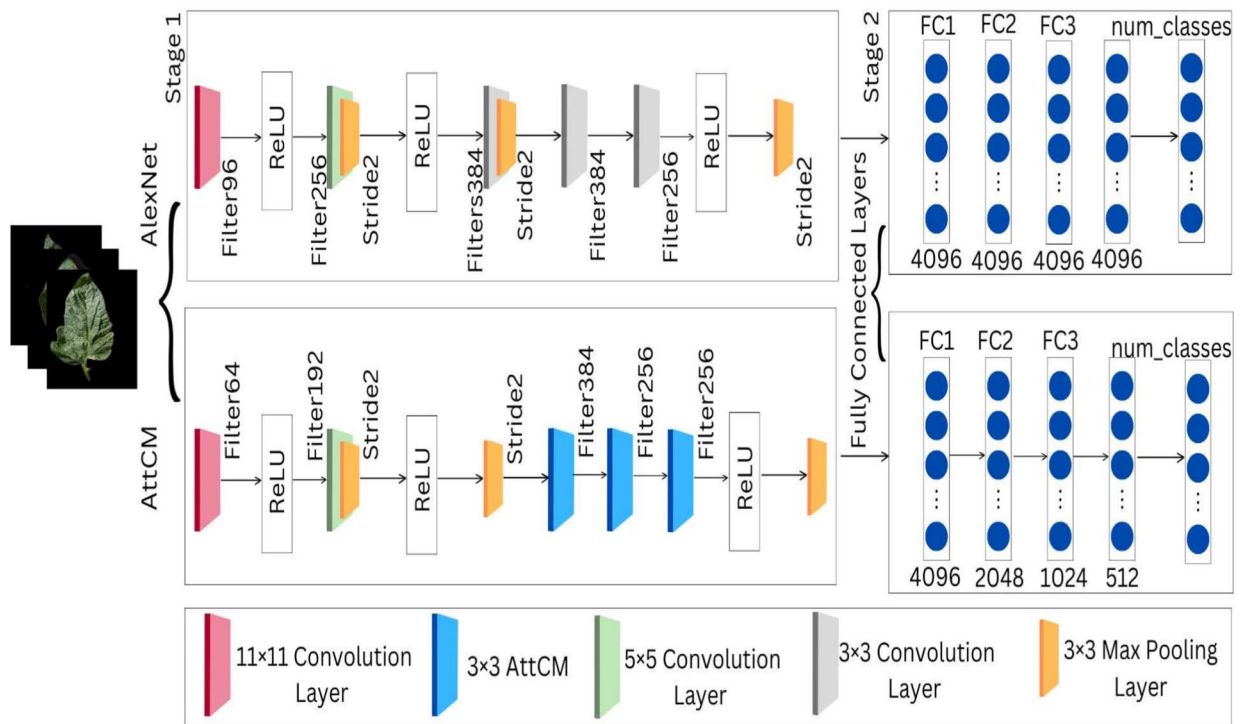 Stage 1
AlexNet
Filter96
ReLU
Filter256
Stride2
ReLU
Filters384
Stride2
Filter384
Filter256
ReLU
Stride2
Stage 2
FC1 FC2 FC3 num_classes
4096 4096 4096 4096
Fully Connected Layers
AttCM
Filter64
ReLU
Filter192
Stride2
ReLU
Stride2
Filter384
Filter256
Filter256
ReLU
FC1 FC2 FC3 num_classes
4096 2048 1024 512
11×11 Convolution
Layer
3×3 AttCM
5×5 Convolution
Layer
3×3 Convolution
Layer
3×3 Max Pooling
Layer